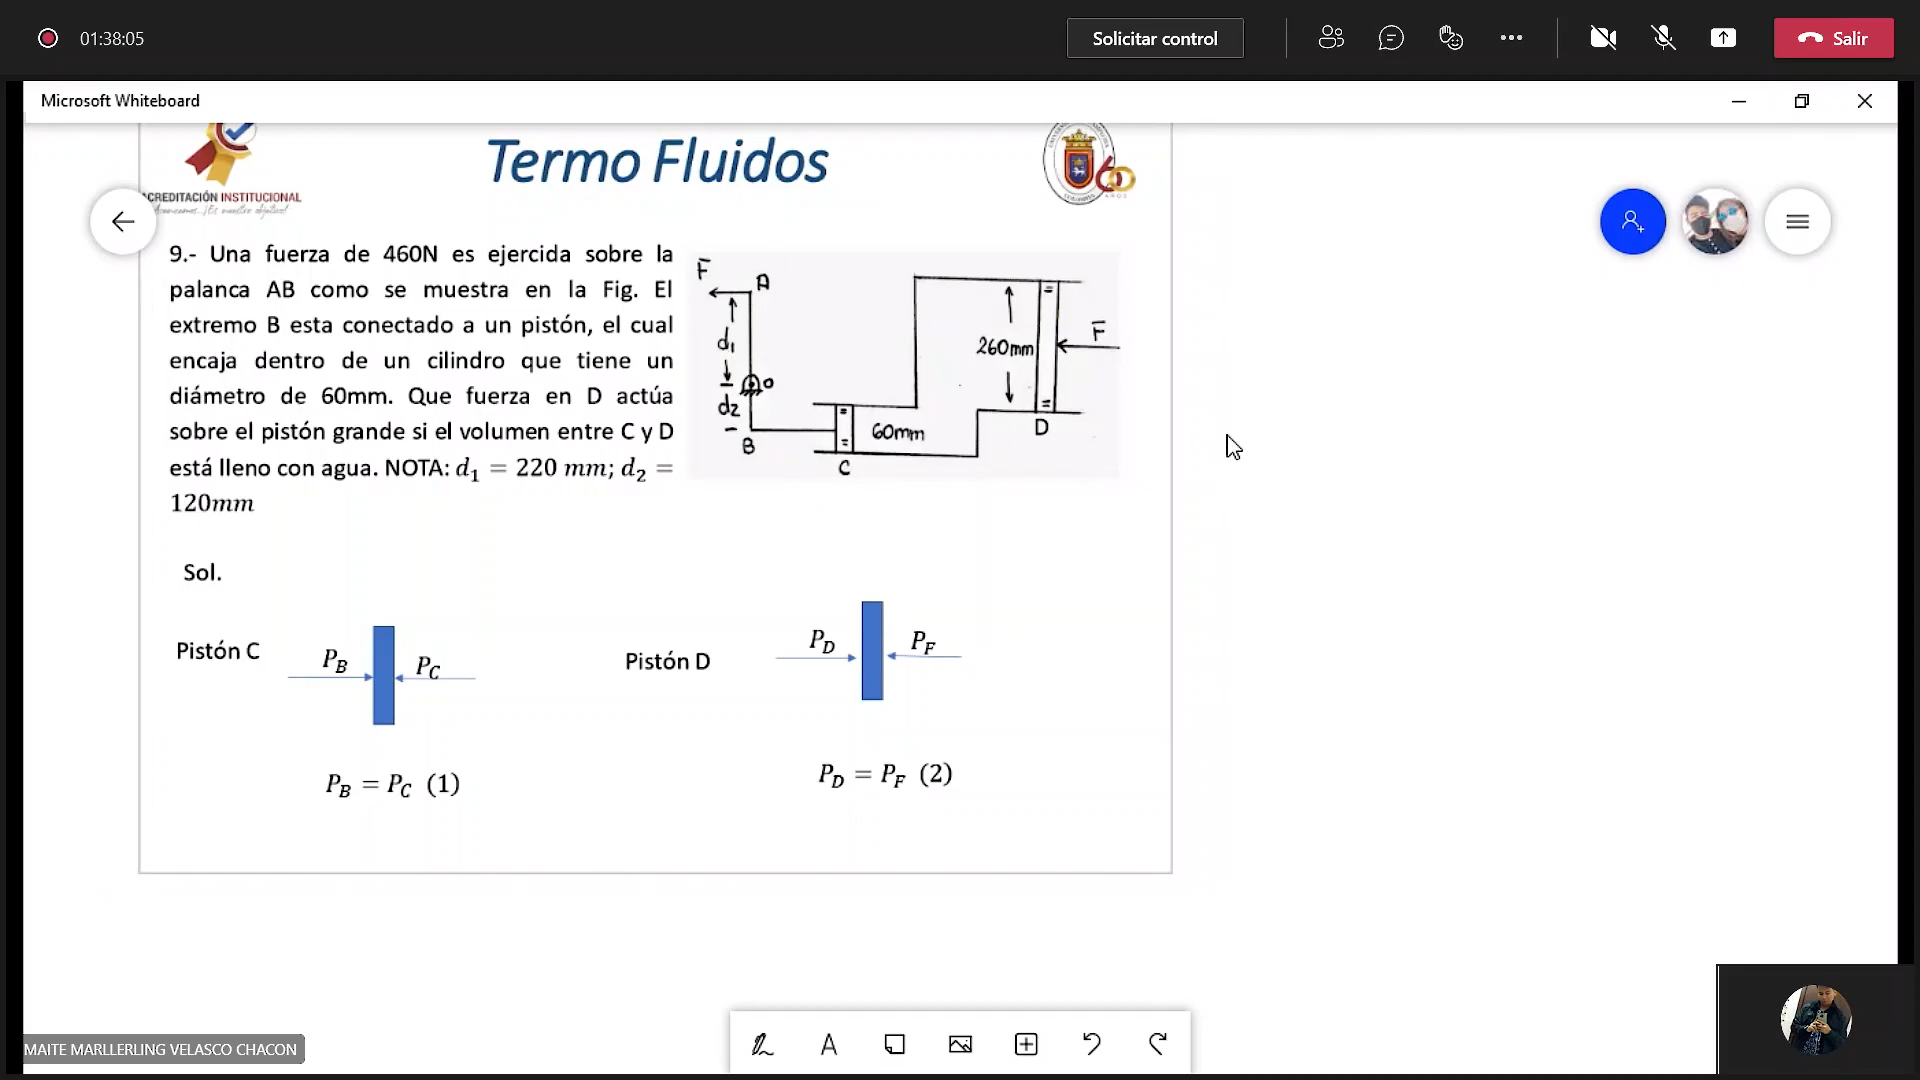 01:38:05
Solicitar control
Salir
Microsoft Whiteboard
Termo Fluidos
CREDITACIÓN INSTITUCIONAL
60
AÑOS
9.- Una fuerza de 460N es ejercida sobre la
palanca AB como se muestra en la Fig. El
extremo B esta conectado a un pistón, el cual
encaja dentro de un cilindro que tiene un
diámetro de 60mm. Que fuerza en D actúa
sobre el pistón grande si el volumen entre C y D
está lleno con agua. NOTA: d₁ = 220 mm; d₂ =
120mm
F A
d₁
O
d₂
B
C
60mm
260mm
F
D
Sol.
Pistón C
P_B
P_C
P_B = P_C (1)
Pistón D
P_D
P_F
P_D = P_F (2)
MAITE MARLLERLING VELASCO CHACON